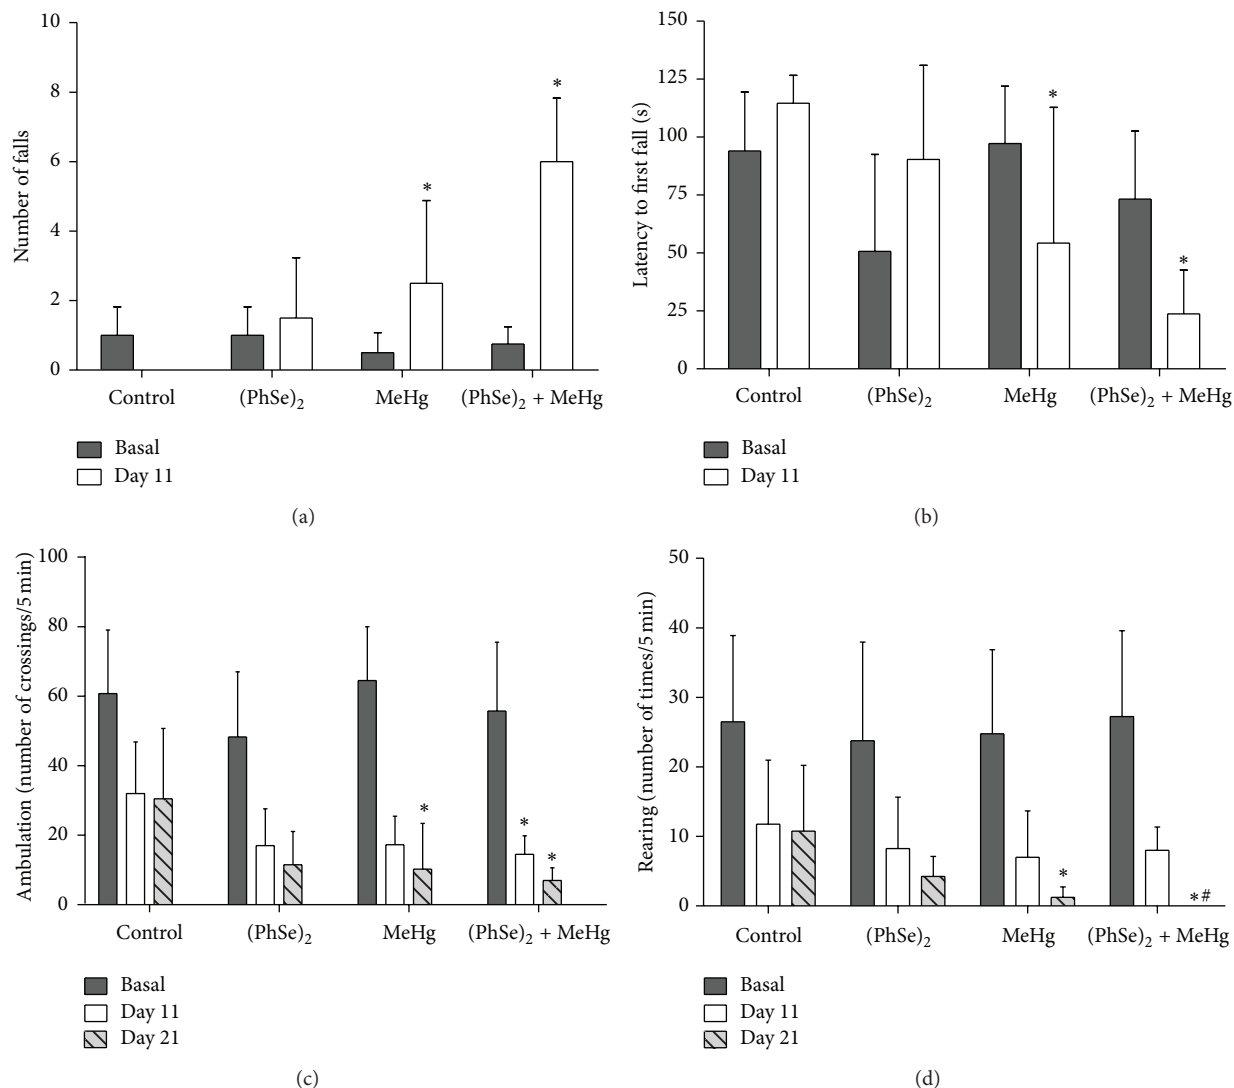 10
8
6
4
2
0
Number of falls
*
*
Control
(PhSe)2
MeHg
(PhSe)2 + MeHg
Basal
Day 11
(a)
150
125
100
75
50
25
0
Latency to first fall (s)
*
*
Control
(PhSe)2
MeHg
(PhSe)2 + MeHg
Basal
Day 11
(b)
100
80
60
40
20
0
Ambulation (number of crossings/5 min)
*
*
*
Control
(PhSe)2
MeHg
(PhSe)2 + MeHg
Basal
Day 11
Day 21
(c)
50
40
30
20
10
0
Rearing (number of times/5 min)
*
*#
Control
(PhSe)2
MeHg
(PhSe)2 + MeHg
Basal
Day 11
Day 21
(d)